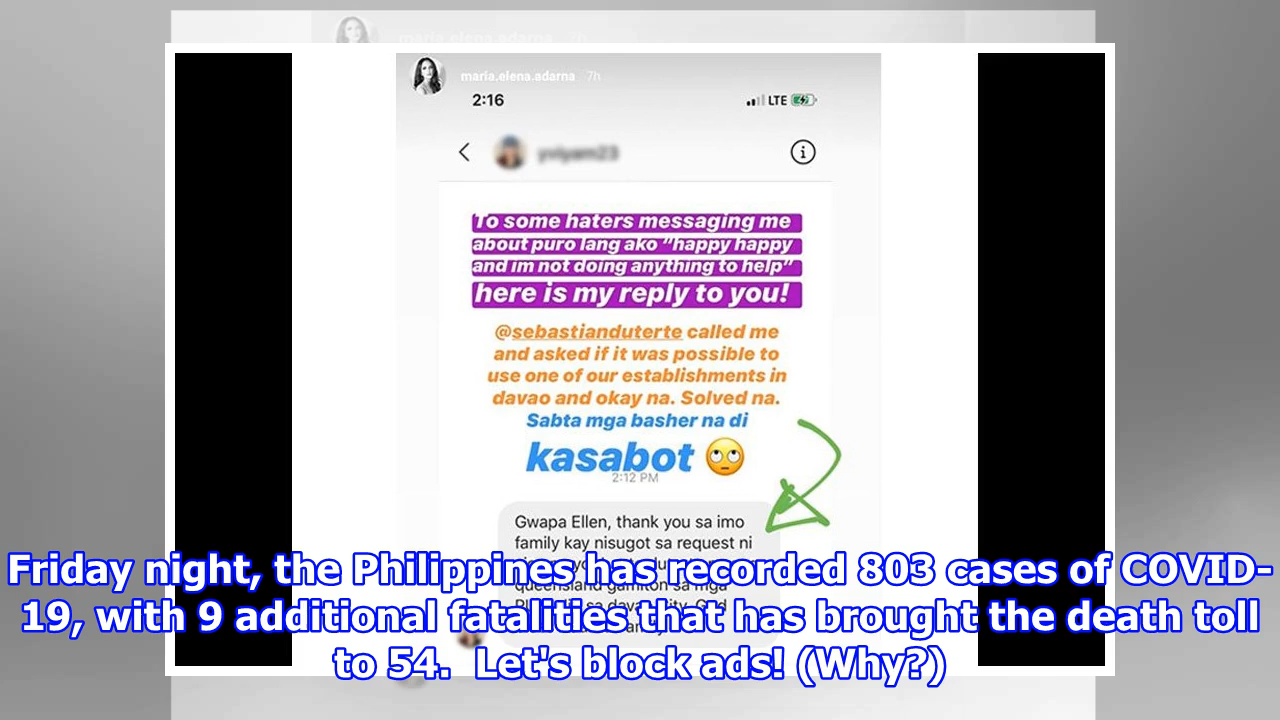 maria.elena.adarna 7h
2:16 LTE
To some haters messaging me
about puro lang ako "happy happy
and im not doing anything to help"
here is my reply to you!
@sebastianduterte called me
and asked if it was possible to
use one of our establishments in
davao and okay na. Solved na.
Sabta mga basher na di
kasabot
2:12 PM
Gwapa Ellen, thank you sa imo
family kay nisugot sa request ni
Friday night, the Philippines has recorded 803 cases of COVID-
19, with 9 additional fatalities that has brought the death toll
to 54. Let's block ads! (Why?)